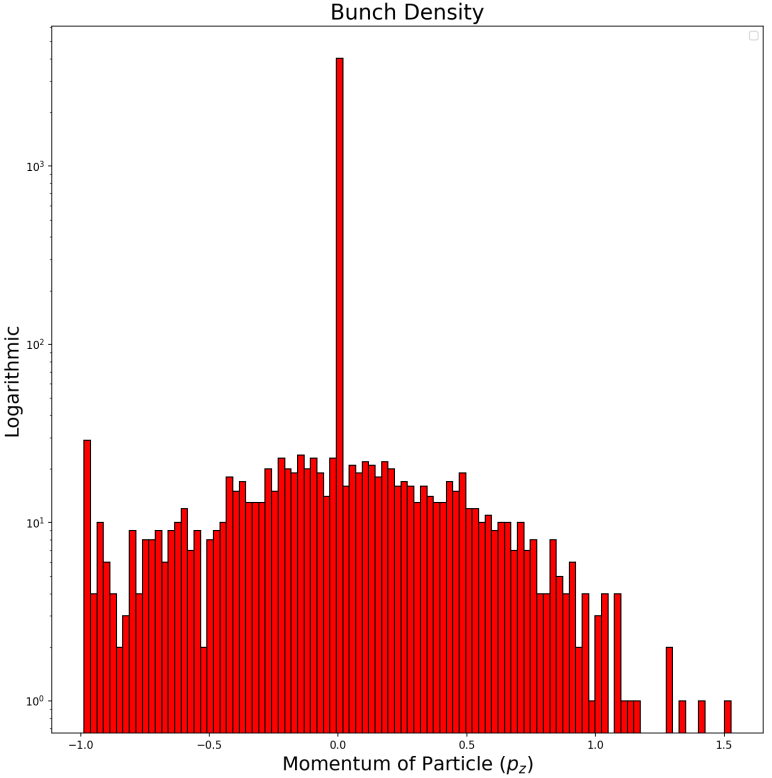 Bunch Density
Logarithmic
10³
10²
10¹
10⁰
−1.0 −0.5 0.0 0.5 1.0 1.5
Momentum of Particle (p_z)